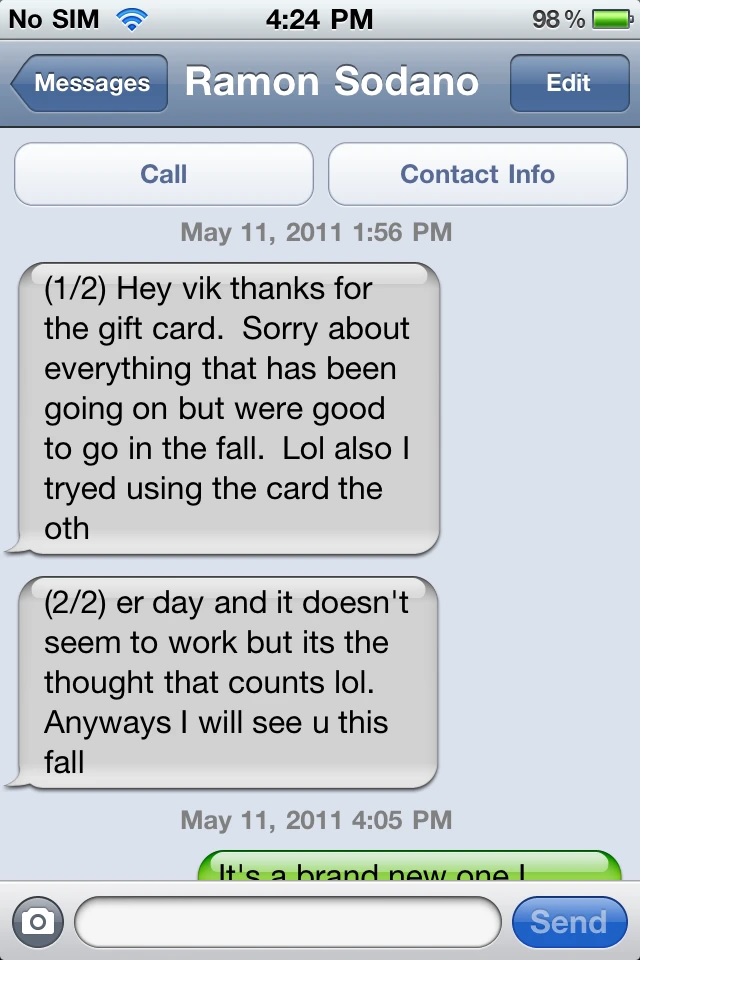 No SIM 4:24 PM 98 %
Messages Ramon Sodano Edit
Call Contact Info
May 11, 2011 1:56 PM
(1/2) Hey vik thanks for
the gift card.  Sorry about
everything that has been
going on but were good
to go in the fall.  Lol also I
tryed using the card the
oth
(2/2) er day and it doesn't
seem to work but its the
thought that counts lol.
Anyways I will see u this
fall
May 11, 2011 4:05 PM
It's a brand new one I
Send